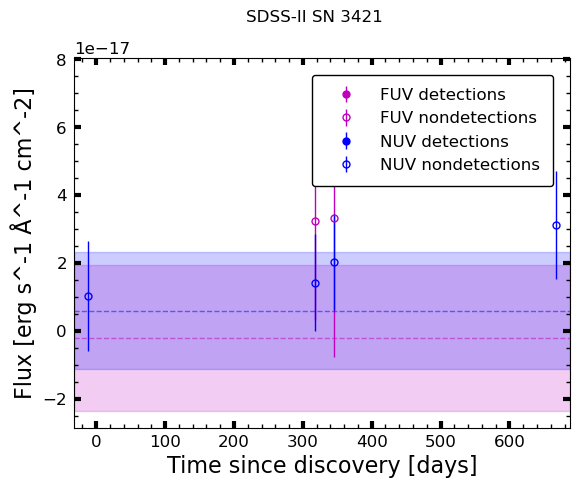 SDSS-II SN 3421
1e−17
8
6
4
2
0
−2
Flux [erg s^-1 Å^-1 cm^-2]
FUV detections
FUV nondetections
NUV detections
NUV nondetections
0 100 200 300 400 500 600
Time since discovery [days]